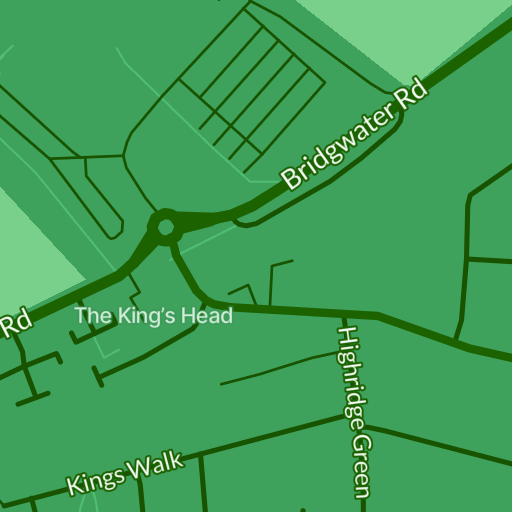 Bridgwater Rd
The King's Head
Rd
Highridge Green
Kings Walk